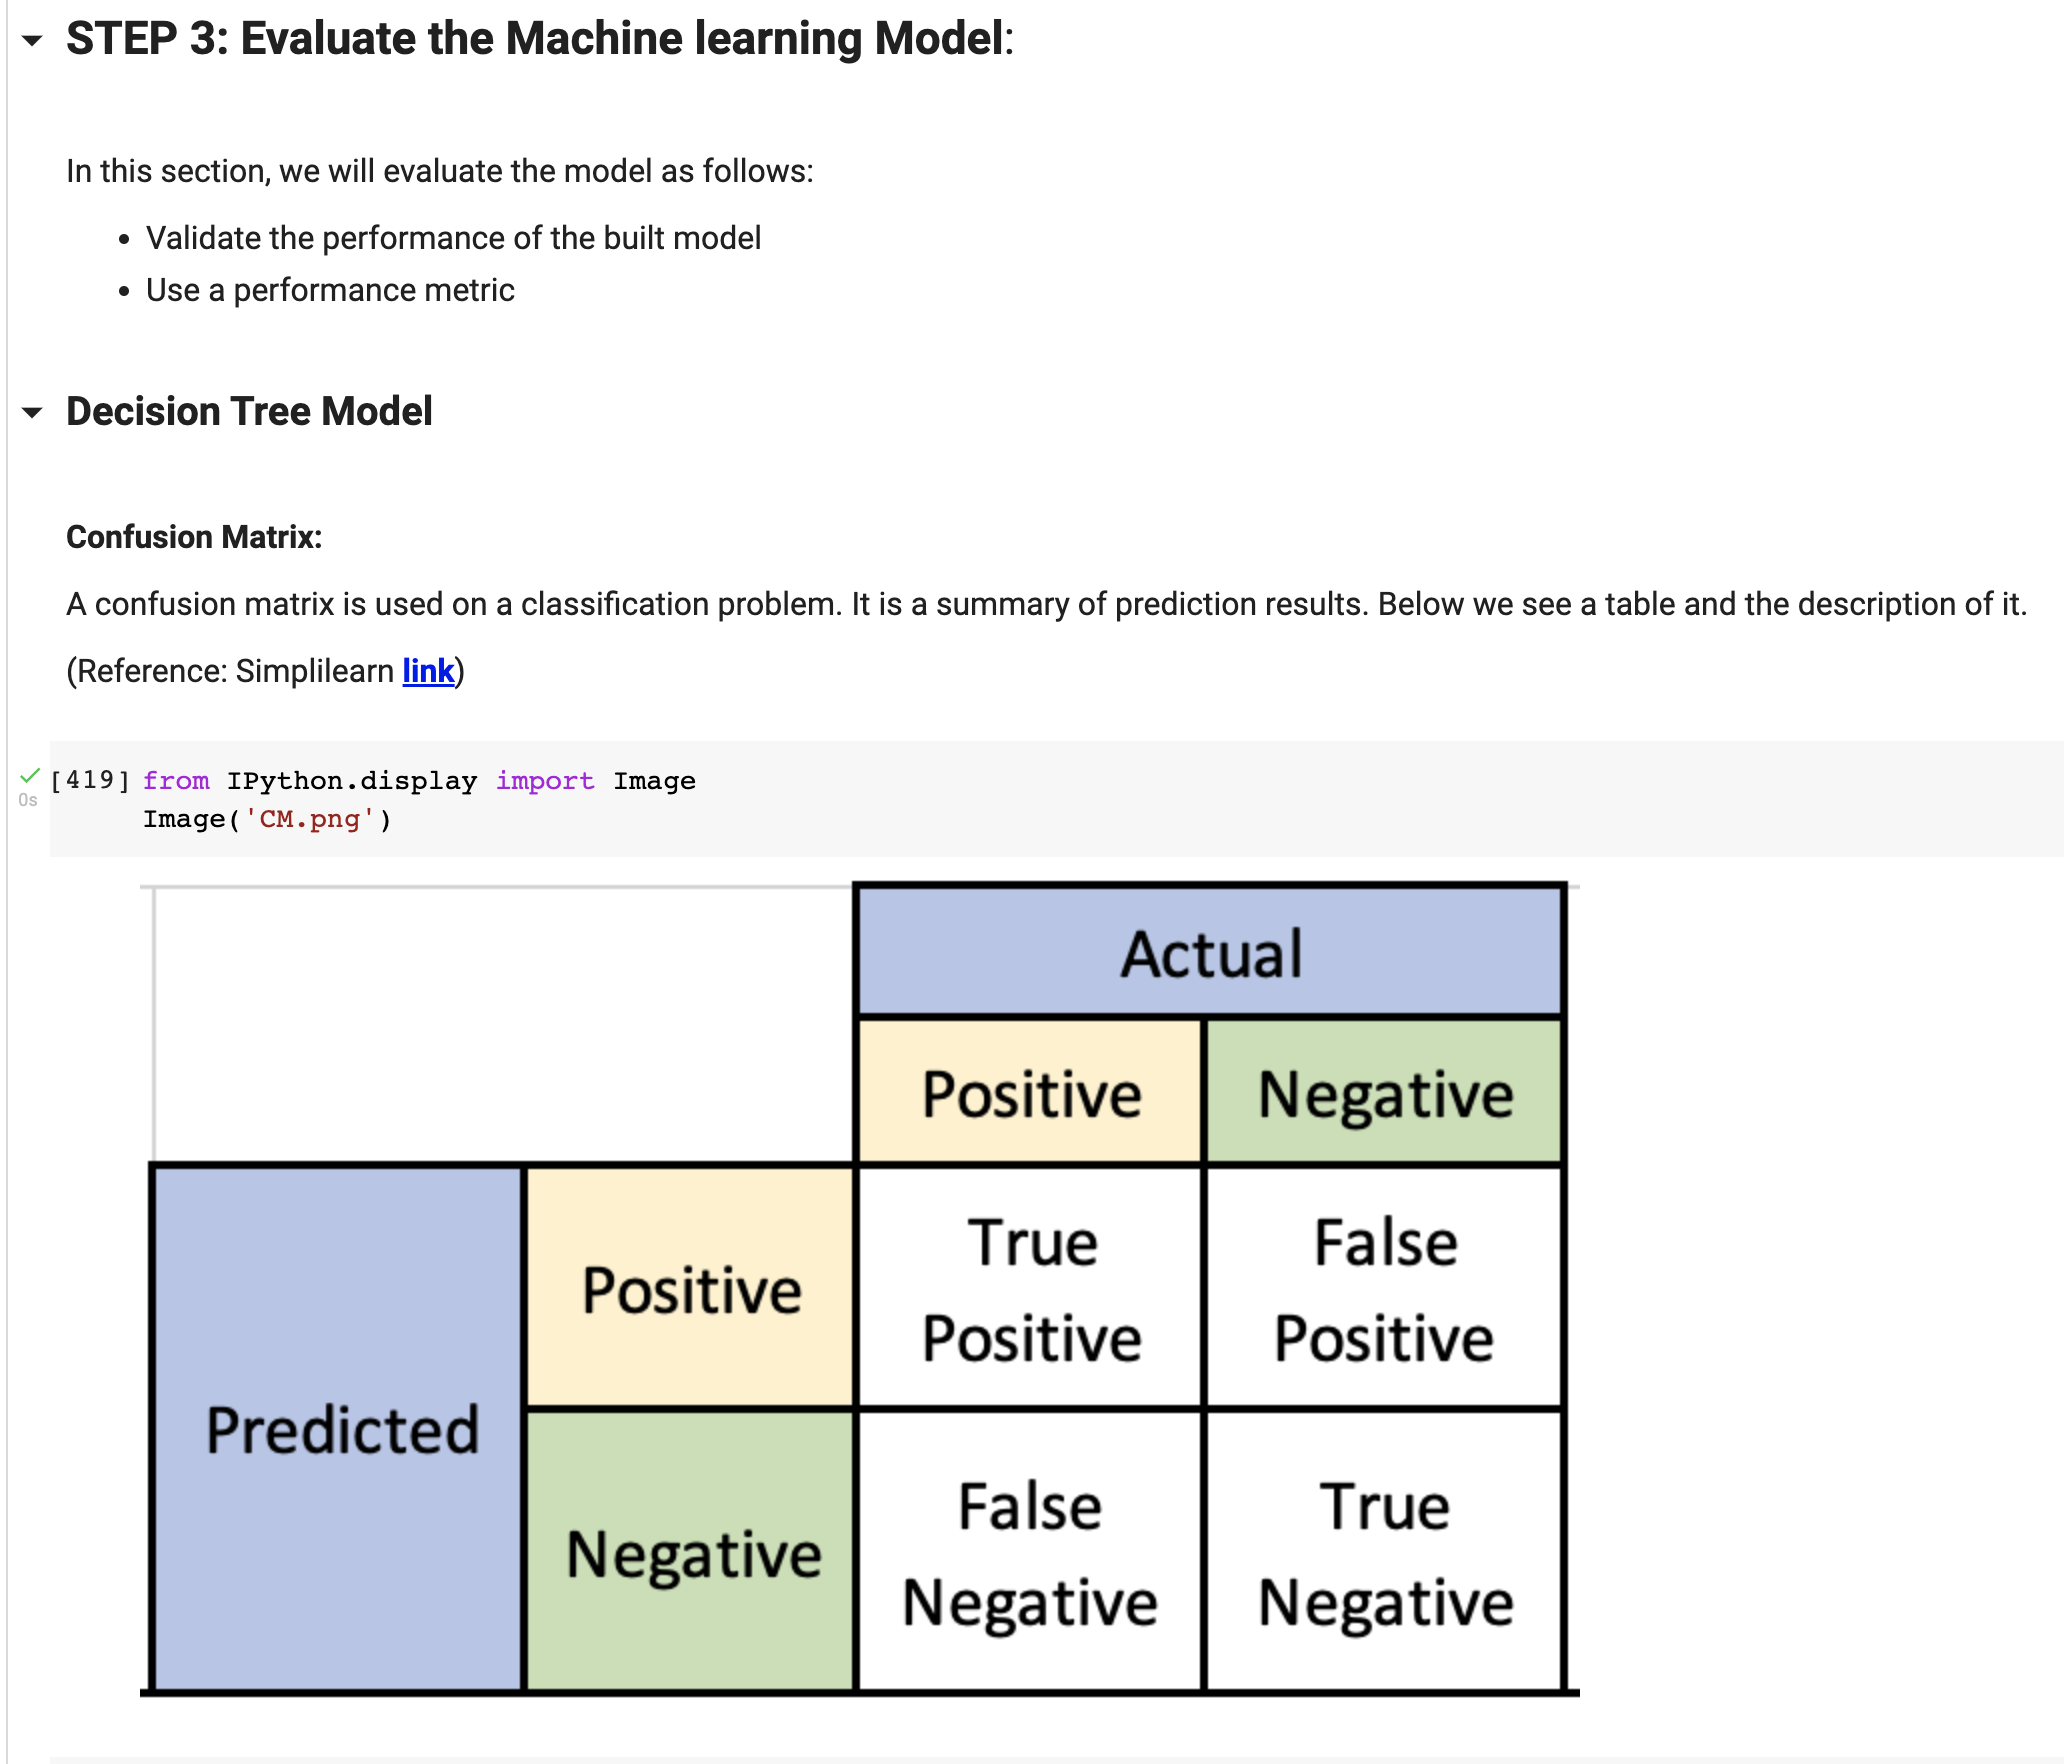 STEP 3: Evaluate the Machine learning Model:
In this section, we will evaluate the model as follows:
• Validate the performance of the built model
• Use a performance metric
Decision Tree Model
Confusion Matrix:
A confusion matrix is used on a classification problem. It is a summary of prediction results. Below we see a table and the description of it.
(Reference: Simplilearn link)
[419] from IPython.display import Image
0s
Image('CM.png')
Actual
Positive Negative
Predicted
Positive
True
Positive
False
Positive
Negative
False
Negative
True
Negative